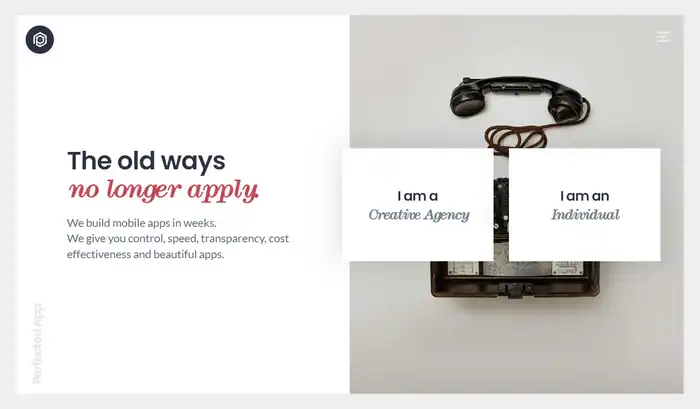 The old ways
no longer apply.
We build mobile apps in weeks.
We give you control, speed, transparency, cost
effectiveness and beautiful apps.
I am a
Creative Agency
I am an
Individual
Perfected App